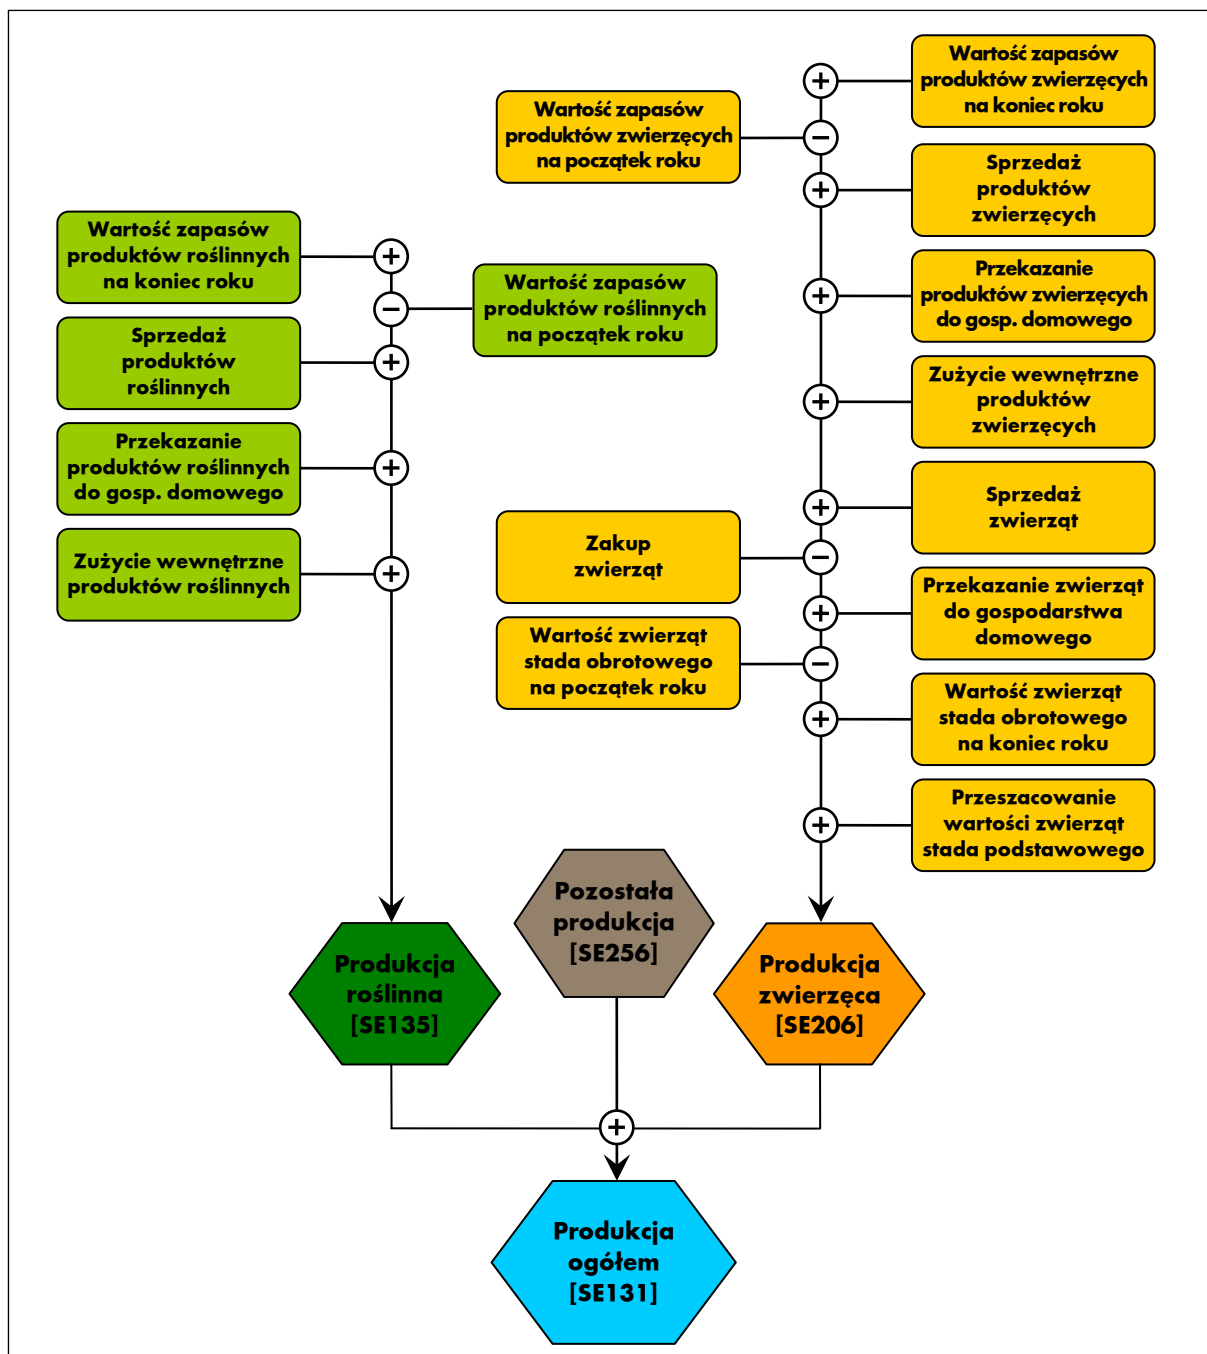 Wartość zapasów
produktów zwierzęcych
na koniec roku
Wartość zapasów
produktów zwierzęcych
na początek roku
Sprzedaż
produktów
zwierzęcych
Wartość zapasów
produktów roślinnych
na koniec roku
Wartość zapasów
produktów roślinnych
na początek roku
Przekazanie
produktów zwierzęcych
do gosp. domowego
Sprzedaż
produktów
roślinnych
Zużycie wewnętrzne
produktów
zwierzęcych
Przekazanie
produktów roślinnych
do gosp. domowego
Sprzedaż
zwierząt
Zakup
zwierząt
Zużycie wewnętrzne
produktów roślinnych
Przekazanie zwierząt
do gospodarstwa
domowego
Wartość zwierząt
stada obrotowego
na początek roku
Wartość zwierząt
stada obrotowego
na koniec roku
Przeszacowanie
wartości zwierząt
stada podstawowego
Pozostała
produkcja
[SE256]
Produkcja
roślinna
[SE135]
Produkcja
zwierzęca
[SE206]
Produkcja
ogółem
[SE131]